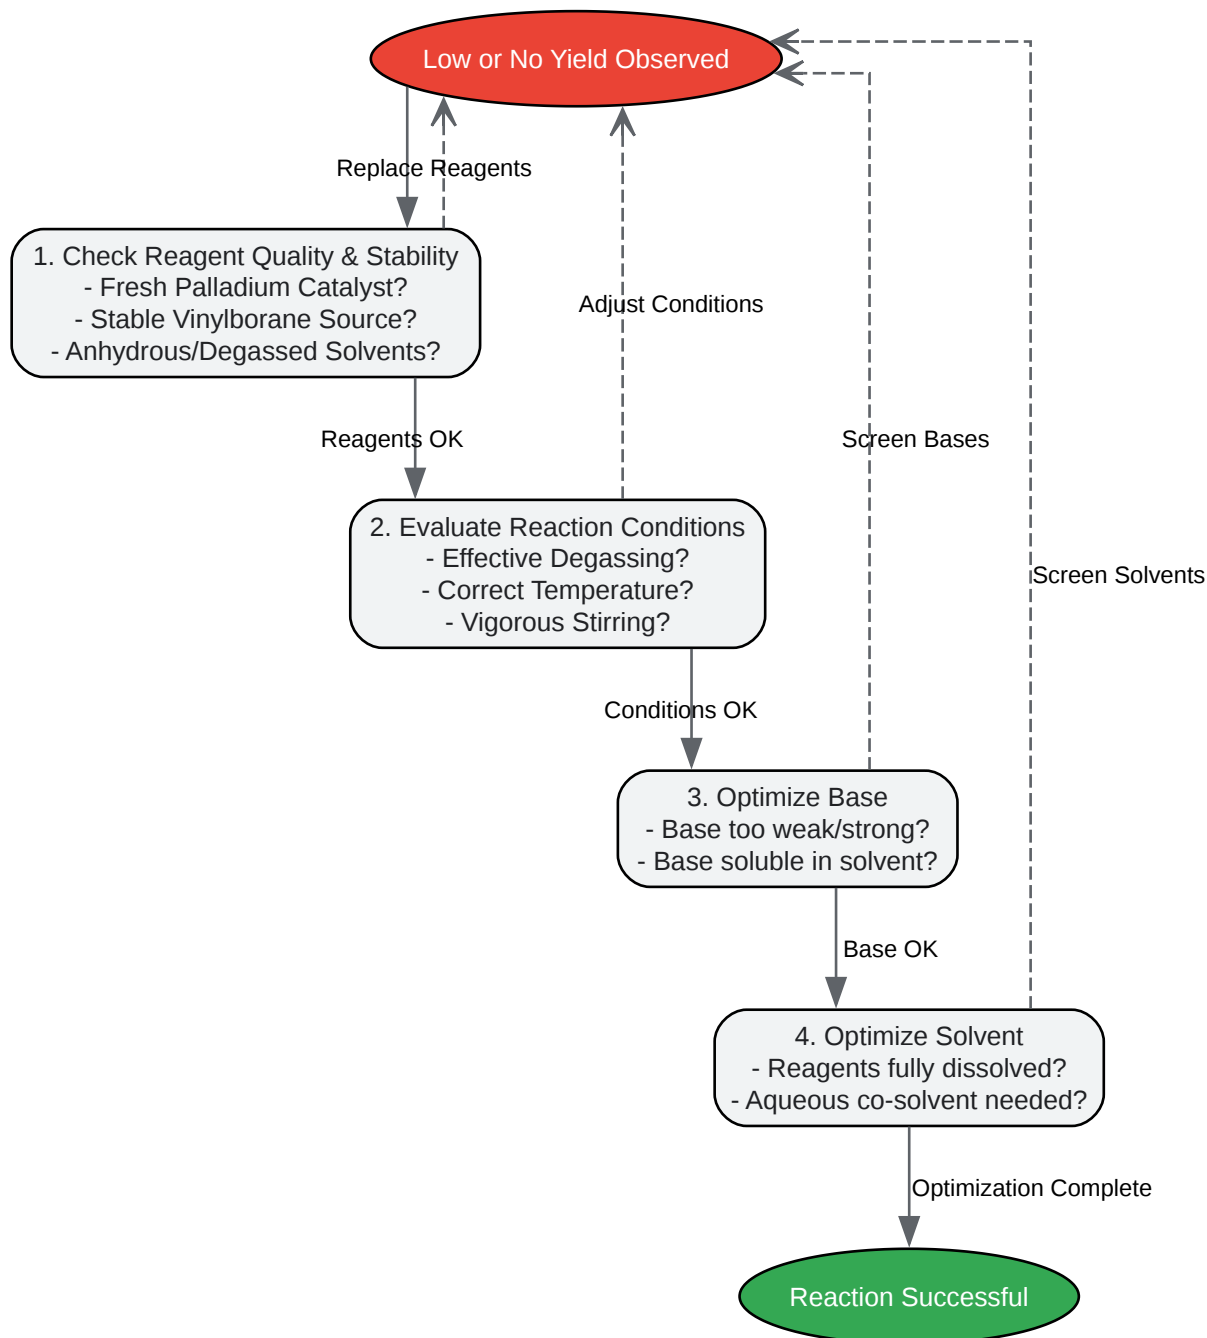 Low or No Yield Observed
Replace Reagents
1. Check Reagent Quality & Stability
- Fresh Palladium Catalyst?
- Stable Vinylborane Source?
- Anhydrous/Degassed Solvents?
Adjust Conditions
Reagents OK
Screen Bases
2. Evaluate Reaction Conditions
- Effective Degassing?
- Correct Temperature?
- Vigorous Stirring?
Screen Solvents
Conditions OK
3. Optimize Base
- Base too weak/strong?
- Base soluble in solvent?
Base OK
4. Optimize Solvent
- Reagents fully dissolved?
- Aqueous co-solvent needed?
Optimization Complete
Reaction Successful